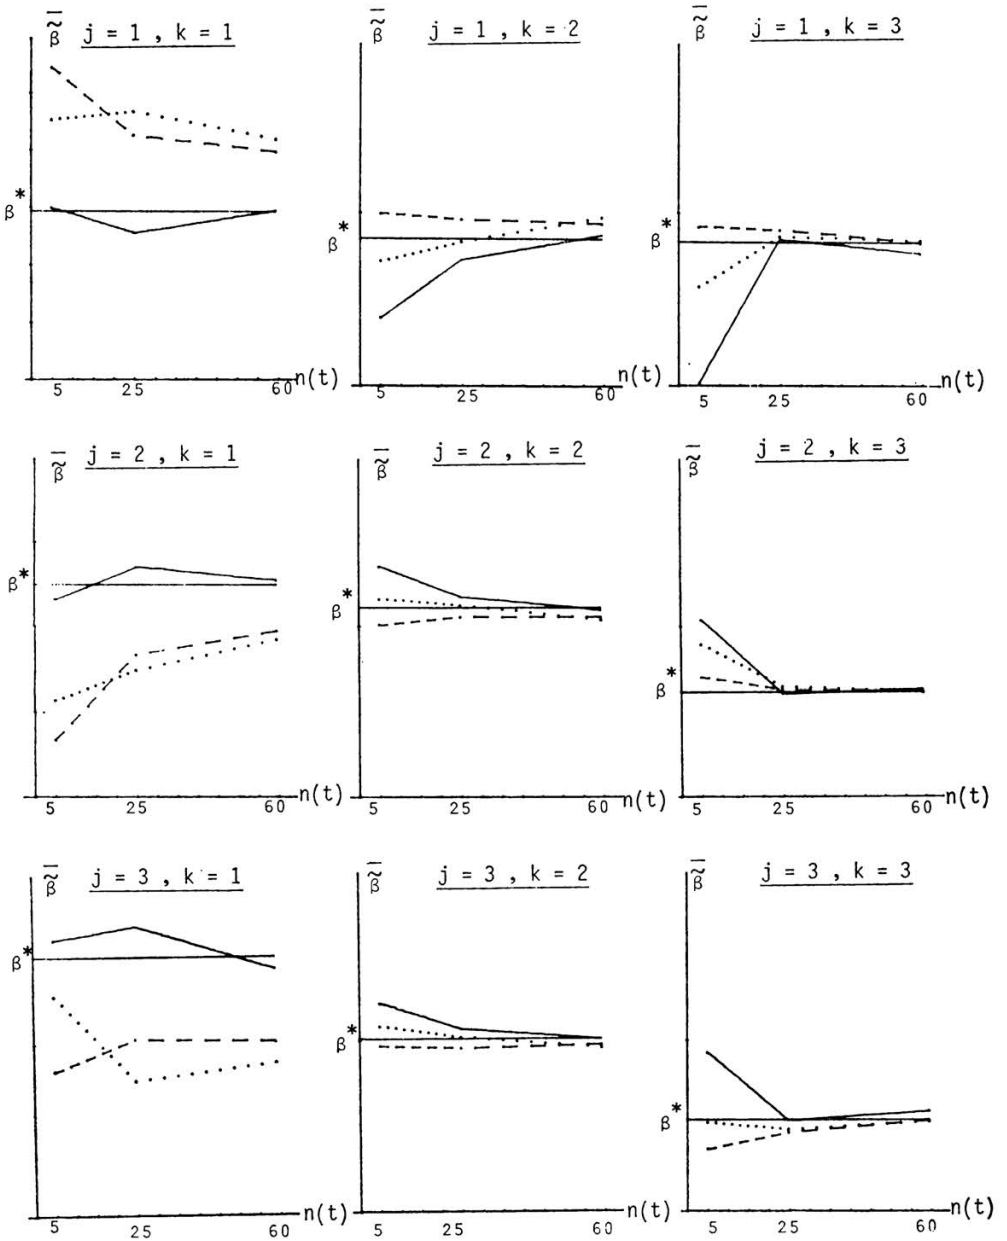 β̃̅ j = 1 , k = 1
β*
5 25 60 n(t)
β̃̅ j = 1 , k = 2
β*
5 25 60 n(t)
β̃̅ j = 1 , k = 3
β*
5 25 60 n(t)
β̃̅ j = 2 , k = 1
β*
5 25 60 n(t)
β̃̅ j = 2 , k = 2
β*
5 25 60 n(t)
β̃̅ j = 2 , k = 3
β*
5 25 60 n(t)
β̃̅ j = 3 , k = 1
β*
5 25 60 n(t)
β̃̅ j = 3 , k = 2
β*
5 25 60 n(t)
β̃̅ j = 3 , k = 3
β*
5 25 60 n(t)